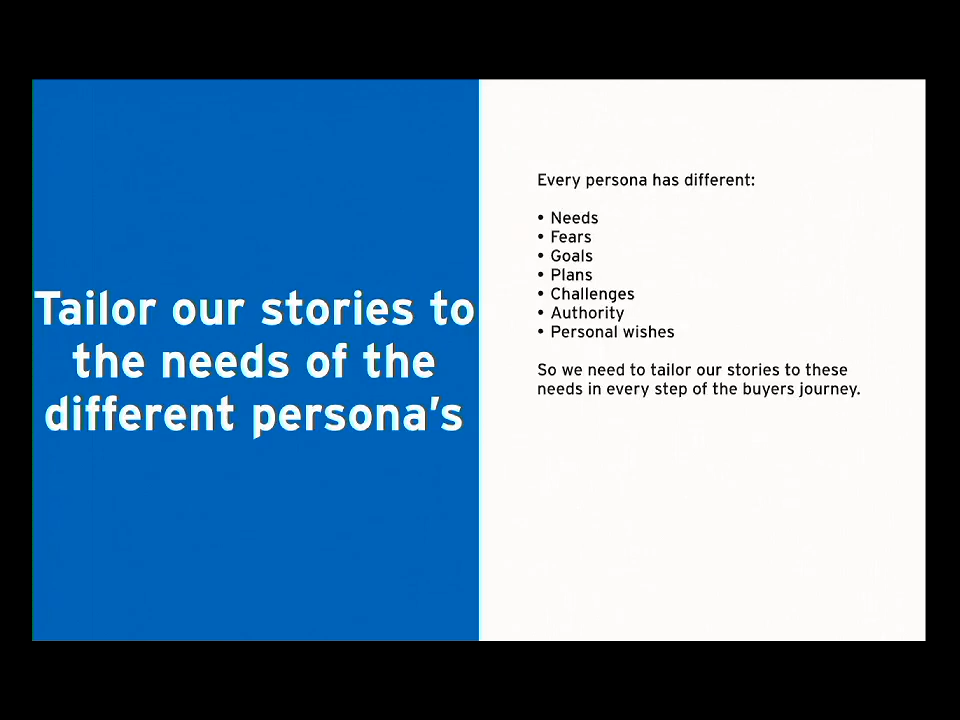 Tailor our stories to
the needs of the
different persona's
Every persona has different:
• Needs
• Fears
• Goals
• Plans
• Challenges
• Authority
• Personal wishes
So we need to tailor our stories to these
needs in every step of the buyers journey.